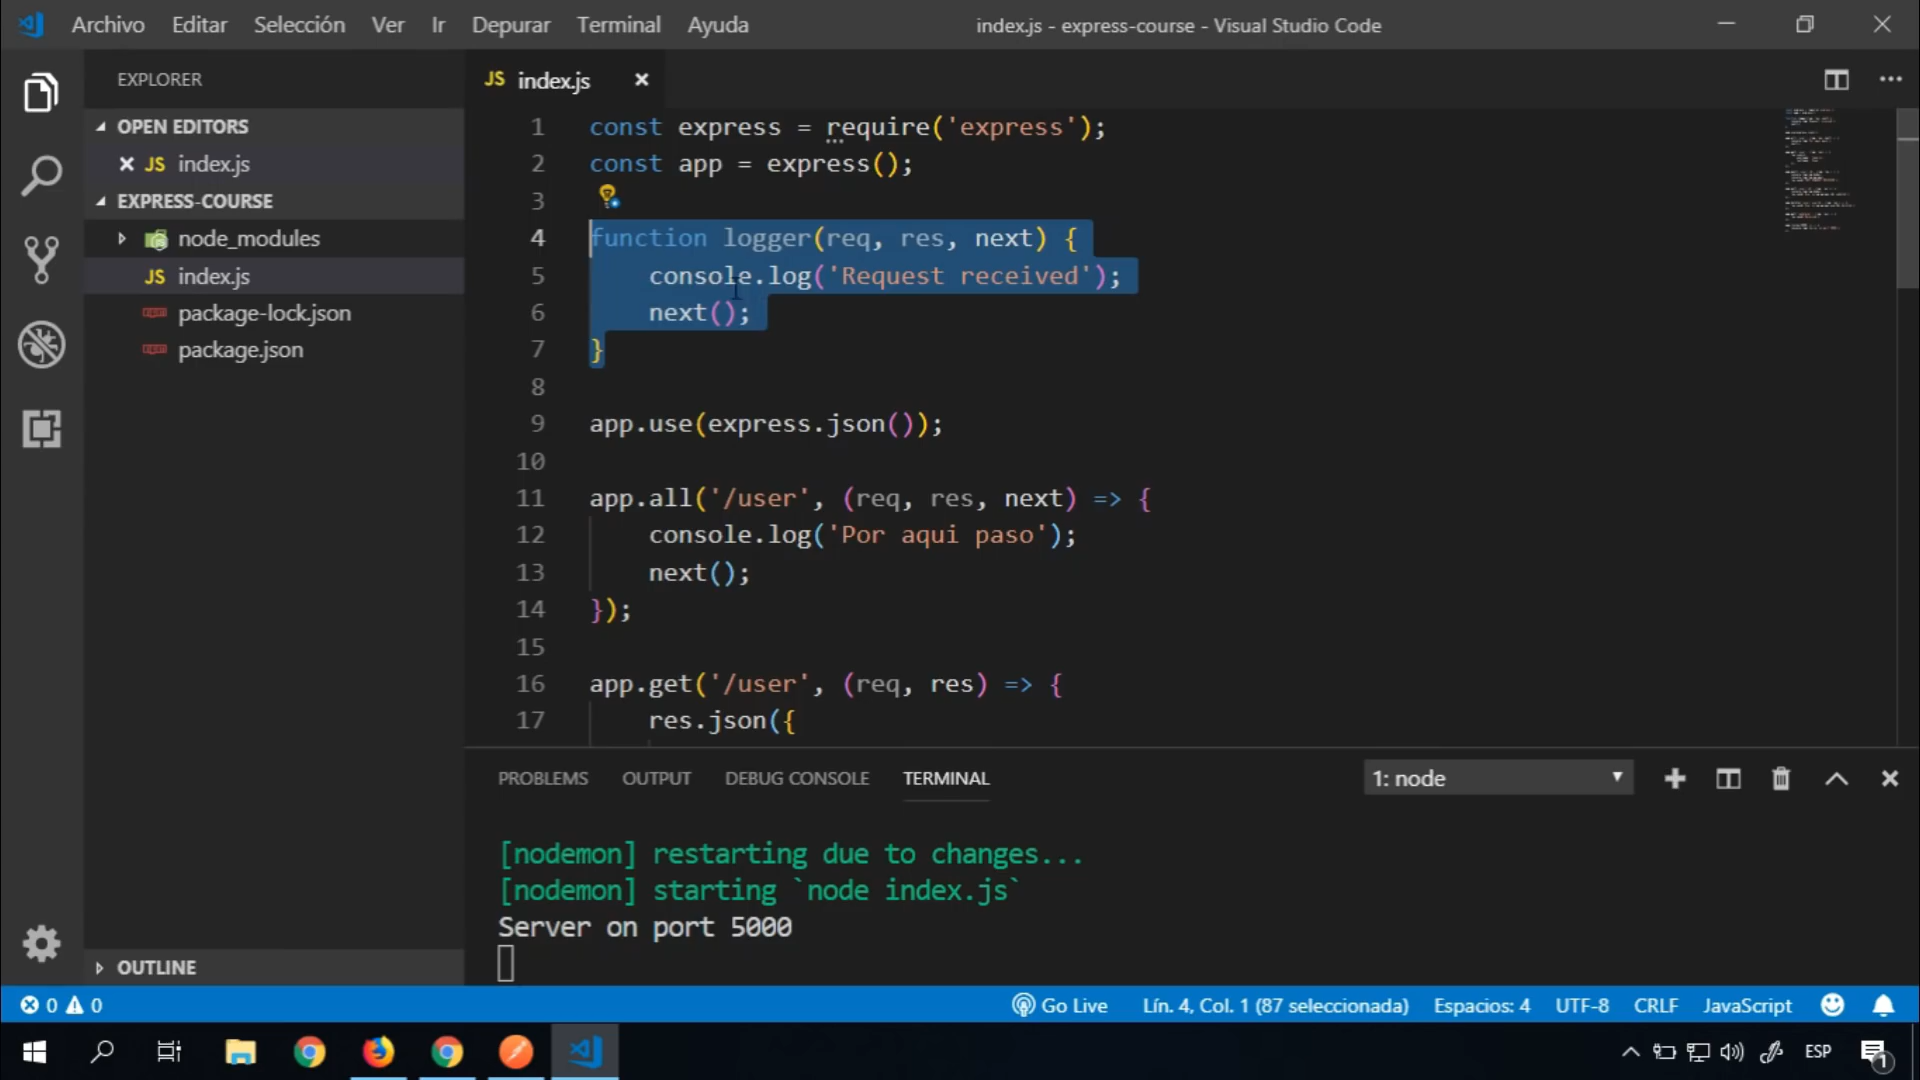 Archivo Editar Selección Ver Ir Depurar Terminal Ayuda index.js - express-course - Visual Studio Code
EXPLORER
JS index.js
OPEN EDITORS
JS index.js
EXPRESS-COURSE
node_modules
JS index.js
package-lock.json
package.json
OUTLINE
1 const express = require('express');
2 const app = express();
3
4 function logger(req, res, next) {
5 console.log('Request received');
6 next();
7 }
8
9 app.use(express.json());
10
11 app.all('/user', (req, res, next) => {
12 console.log('Por aqui paso');
13 next();
14 });
15
16 app.get('/user', (req, res) => {
17 res.json({
PROBLEMS OUTPUT DEBUG CONSOLE TERMINAL 1: node
[nodemon] restarting due to changes...
[nodemon] starting `node index.js`
Server on port 5000
0 0 Go Live Lín. 4, Col. 1 (87 seleccionada) Espacios: 4 UTF-8 CRLF JavaScript
ESP 1